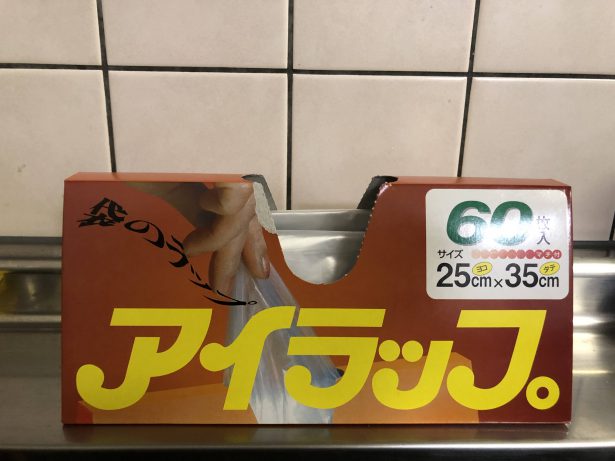 袋のラップ。
60枚入
サイズ
ヨコ タテ
25cm×35cm
アイラップ。